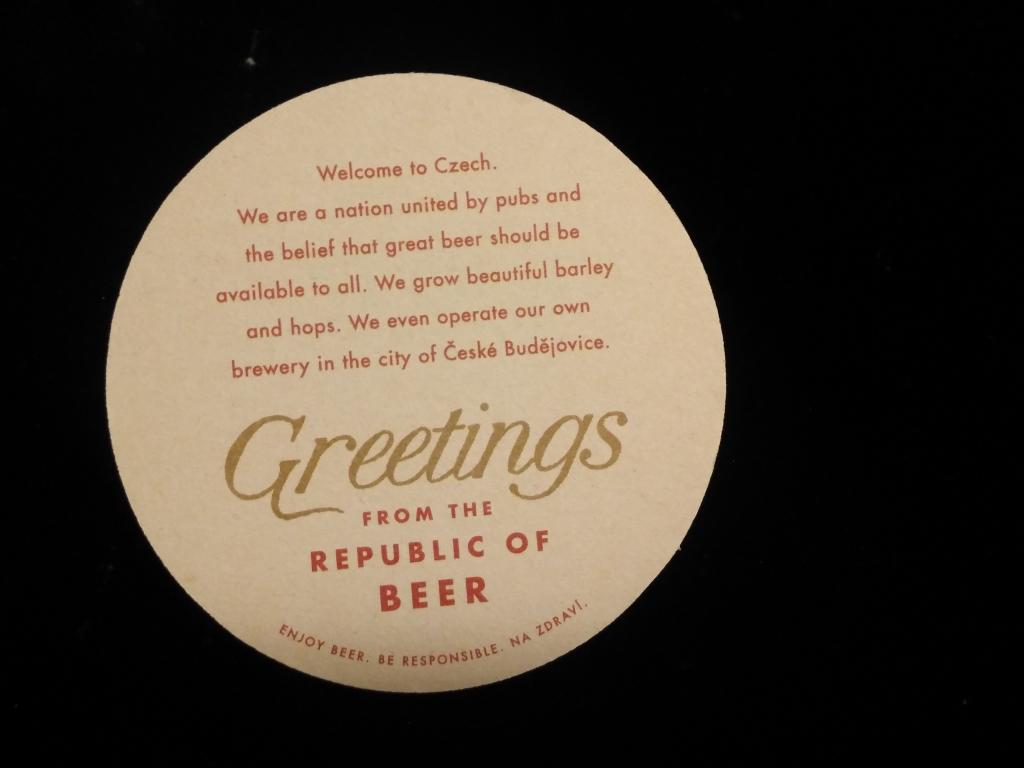 Welcome to Czech.
We are a nation united by pubs and
the belief that great beer should be
available to all. We grow beautiful barley
and hops. We even operate our own
brewery in the city of České Budějovice.
Greetings
FROM THE
REPUBLIC OF
BEER
ENJOY BEER. BE RESPONSIBLE. NA ZDRAVÍ.